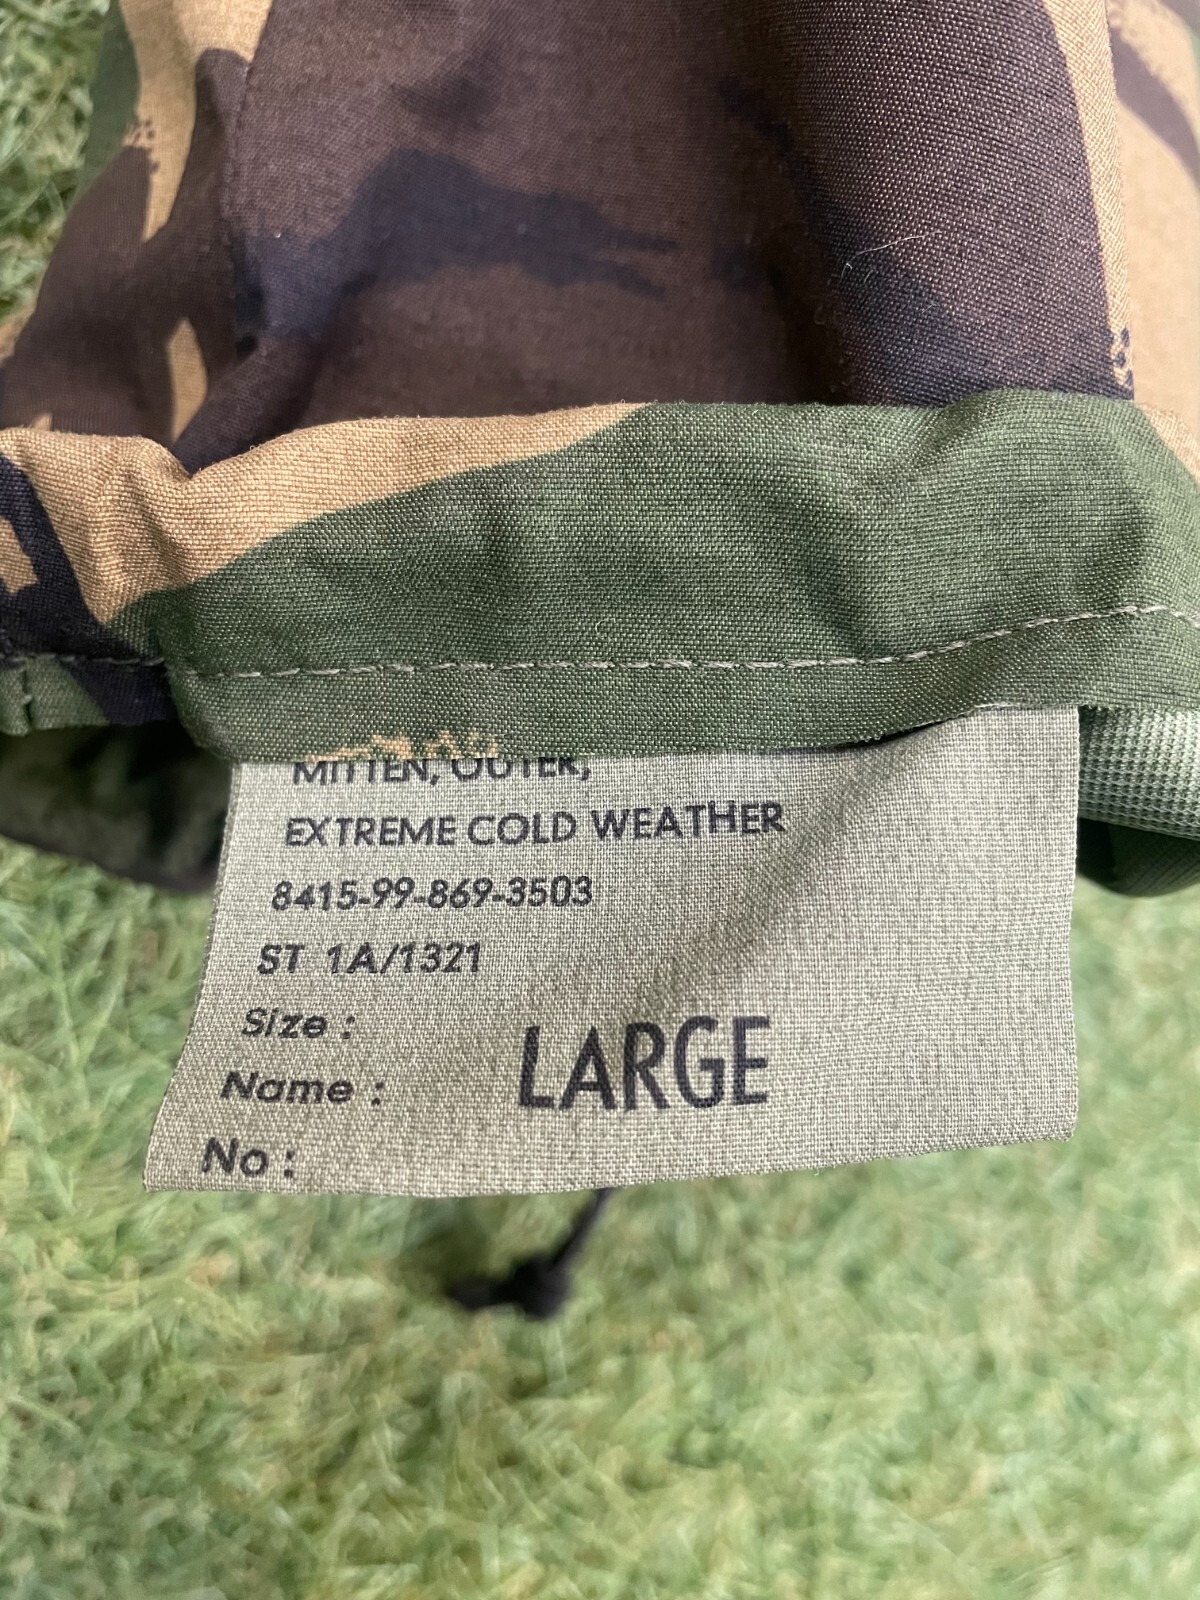 MITTEN, OUTER,
EXTREME COLD WEATHER
8415-99-869-3503
ST 1A/1321
Size :
LARGE
Name :
No :